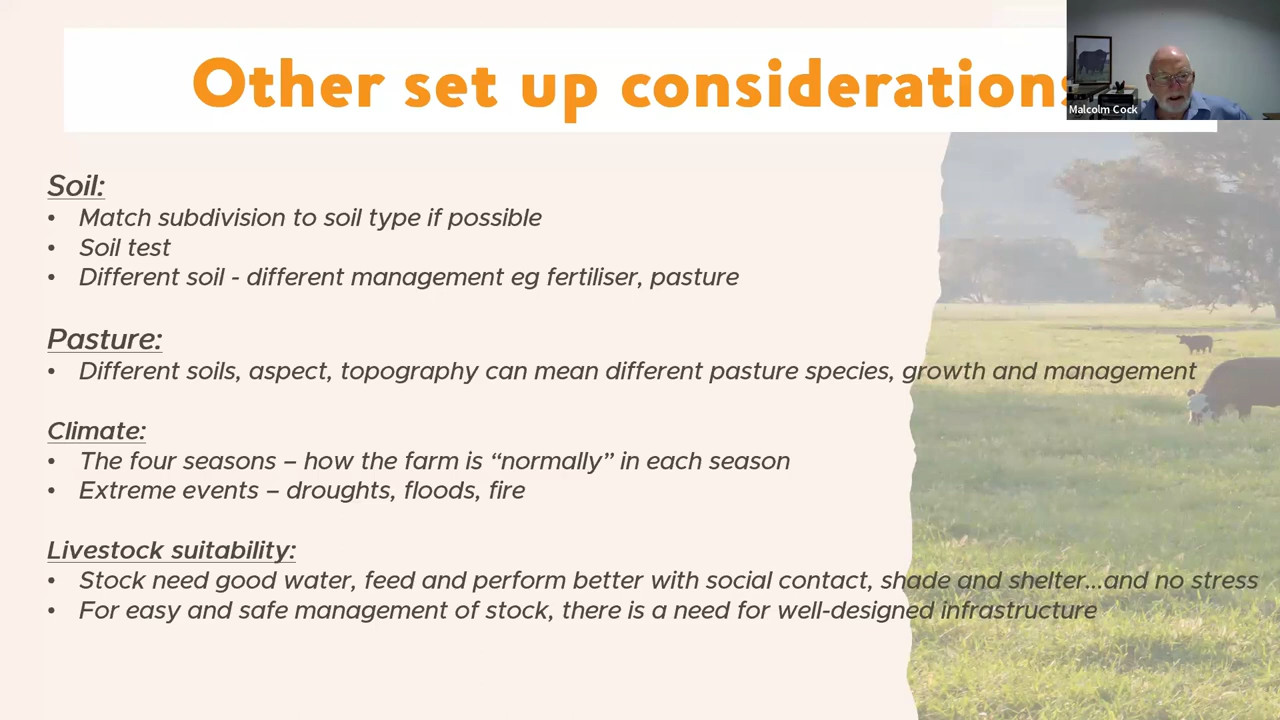 Other set up considerations
Malcolm Cock
Soil:
• Match subdivision to soil type if possible
• Soil test
• Different soil - different management eg fertiliser, pasture
Pasture:
• Different soils, aspect, topography can mean different pasture species, growth and management
Climate:
• The four seasons – how the farm is “normally” in each season
• Extreme events – droughts, floods, fire
Livestock suitability:
• Stock need good water, feed and perform better with social contact, shade and shelter...and no stress
• For easy and safe management of stock, there is a need for well-designed infrastructure